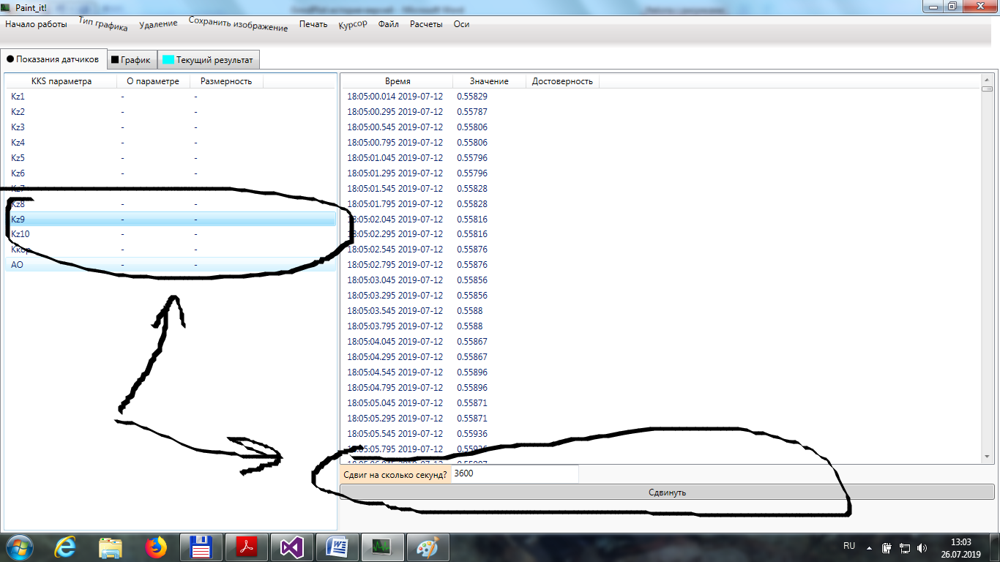 Paint_it!
Начало работы Тип графика Удаление Сохранить изображение Печать Курсор Файл Расчеты Оси
Показания датчиков График Текущий результат
KKS параметра О параметре Размерность Время Значение Достоверность
Kz1 - - 18:05:00.014 2019-07-12 0.55829
Kz2 - - 18:05:00.295 2019-07-12 0.55787
Kz3 - - 18:05:00.545 2019-07-12 0.55806
Kz4 - - 18:05:00.795 2019-07-12 0.55806
Kz5 - - 18:05:01.045 2019-07-12 0.55796
Kz6 - - 18:05:01.295 2019-07-12 0.55796
Kz7 - - 18:05:01.545 2019-07-12 0.55828
Kz8 - - 18:05:01.795 2019-07-12 0.55828
Kz9 - - 18:05:02.045 2019-07-12 0.55816
Kz10 - - 18:05:02.295 2019-07-12 0.55816
Ккор - - 18:05:02.545 2019-07-12 0.55876
АО - - 18:05:02.795 2019-07-12 0.55876
18:05:03.045 2019-07-12 0.55856
18:05:03.295 2019-07-12 0.55856
18:05:03.545 2019-07-12 0.5588
18:05:03.795 2019-07-12 0.5588
18:05:04.045 2019-07-12 0.55867
18:05:04.295 2019-07-12 0.55867
18:05:04.545 2019-07-12 0.55896
18:05:04.795 2019-07-12 0.55896
18:05:05.045 2019-07-12 0.55871
18:05:05.295 2019-07-12 0.55871
18:05:05.545 2019-07-12 0.55936
18:05:05.795 2019-07-12 0.55936
Сдвиг на сколько секунд? 3600
Сдвинуть
RU 13:03
26.07.2019